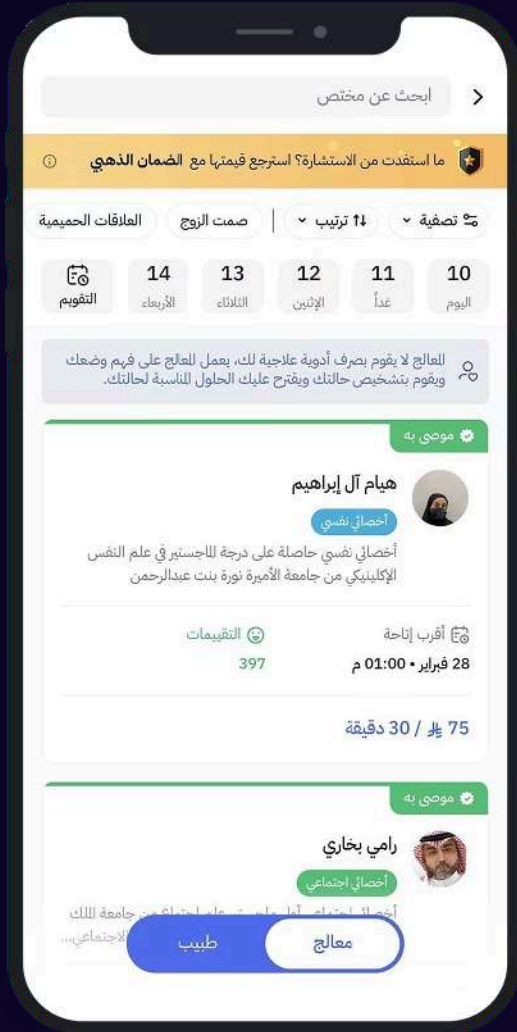 ابحث عن مختص
ما استفدت من الاستشارة؟ استرجع قيمتها مع الضمان الذهبي
تصفية
ترتيب
صمت الزوج
العلاقات الحميمية
10
اليوم
11
غداً
12
الإثنين
13
الثلاثاء
14
الأربعاء
التقويم
المعالج لا يقوم بصرف أدوية علاجية لك، يعمل المعالج على فهم وضعك
ويقوم بتشخيص حالتك ويقترح عليك الحلول المناسبة لحالتك.
موصى به
هيام آل إبراهيم
أخصائي نفسي
أخصائي نفسي حاصلة على درجة الماجستير في علم النفس
الإكلينيكي من جامعة الأميرة نورة بنت عبدالرحمن
أقرب إتاحة
28 فبراير • 01:00 م
التقييمات
397
75 / 30 دقيقة
موصى به
رامي بخاري
أخصائي اجتماعي
جامعة الملك
الاجتماعي...
معالج
طبيب